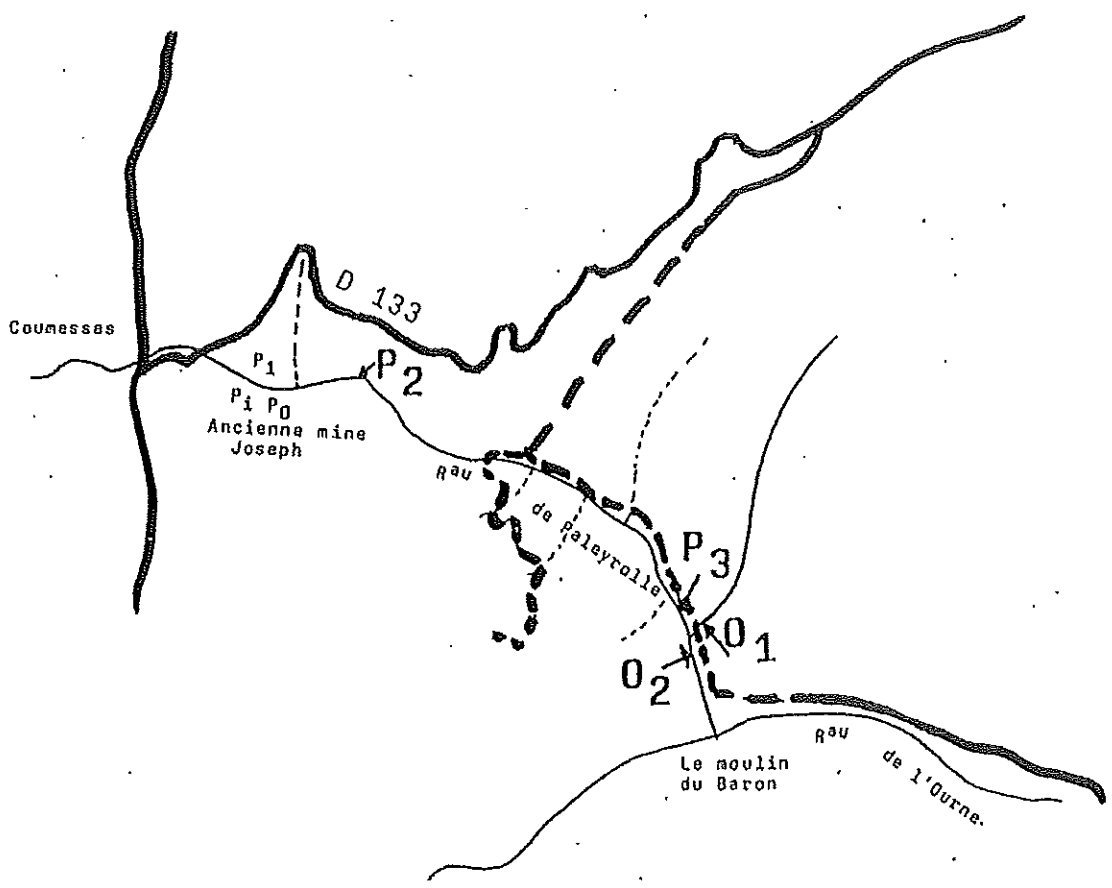 D 133
Coumessas
P1
P2
Pi P0
Ancienne mine
Joseph
Rau
de Paleyrolle
P3
O1
O2
Le moulin
du Baron
Rau
de l'Ourne.